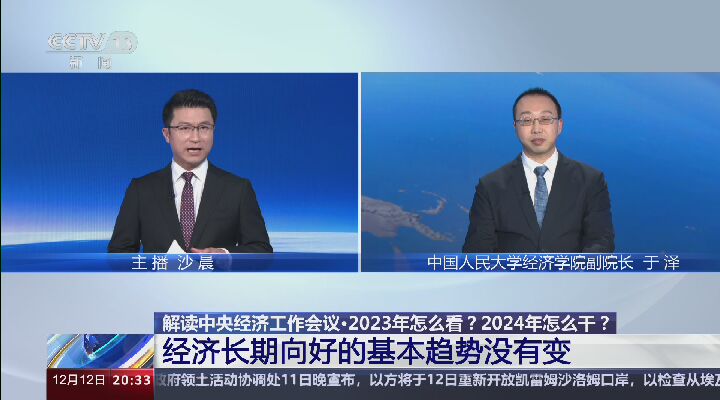 CCTV 13
新闻
主播 沙晨
中国人民大学经济学院副院长 于泽
解读中央经济工作会议·2023年怎么看？2024年怎么干？
经济长期向好的基本趋势没有变
12月12日 20:33
政府领土活动协调处11日晚宣布，以方将于12日重新开放凯雷姆沙洛姆口岸，以检查从埃及